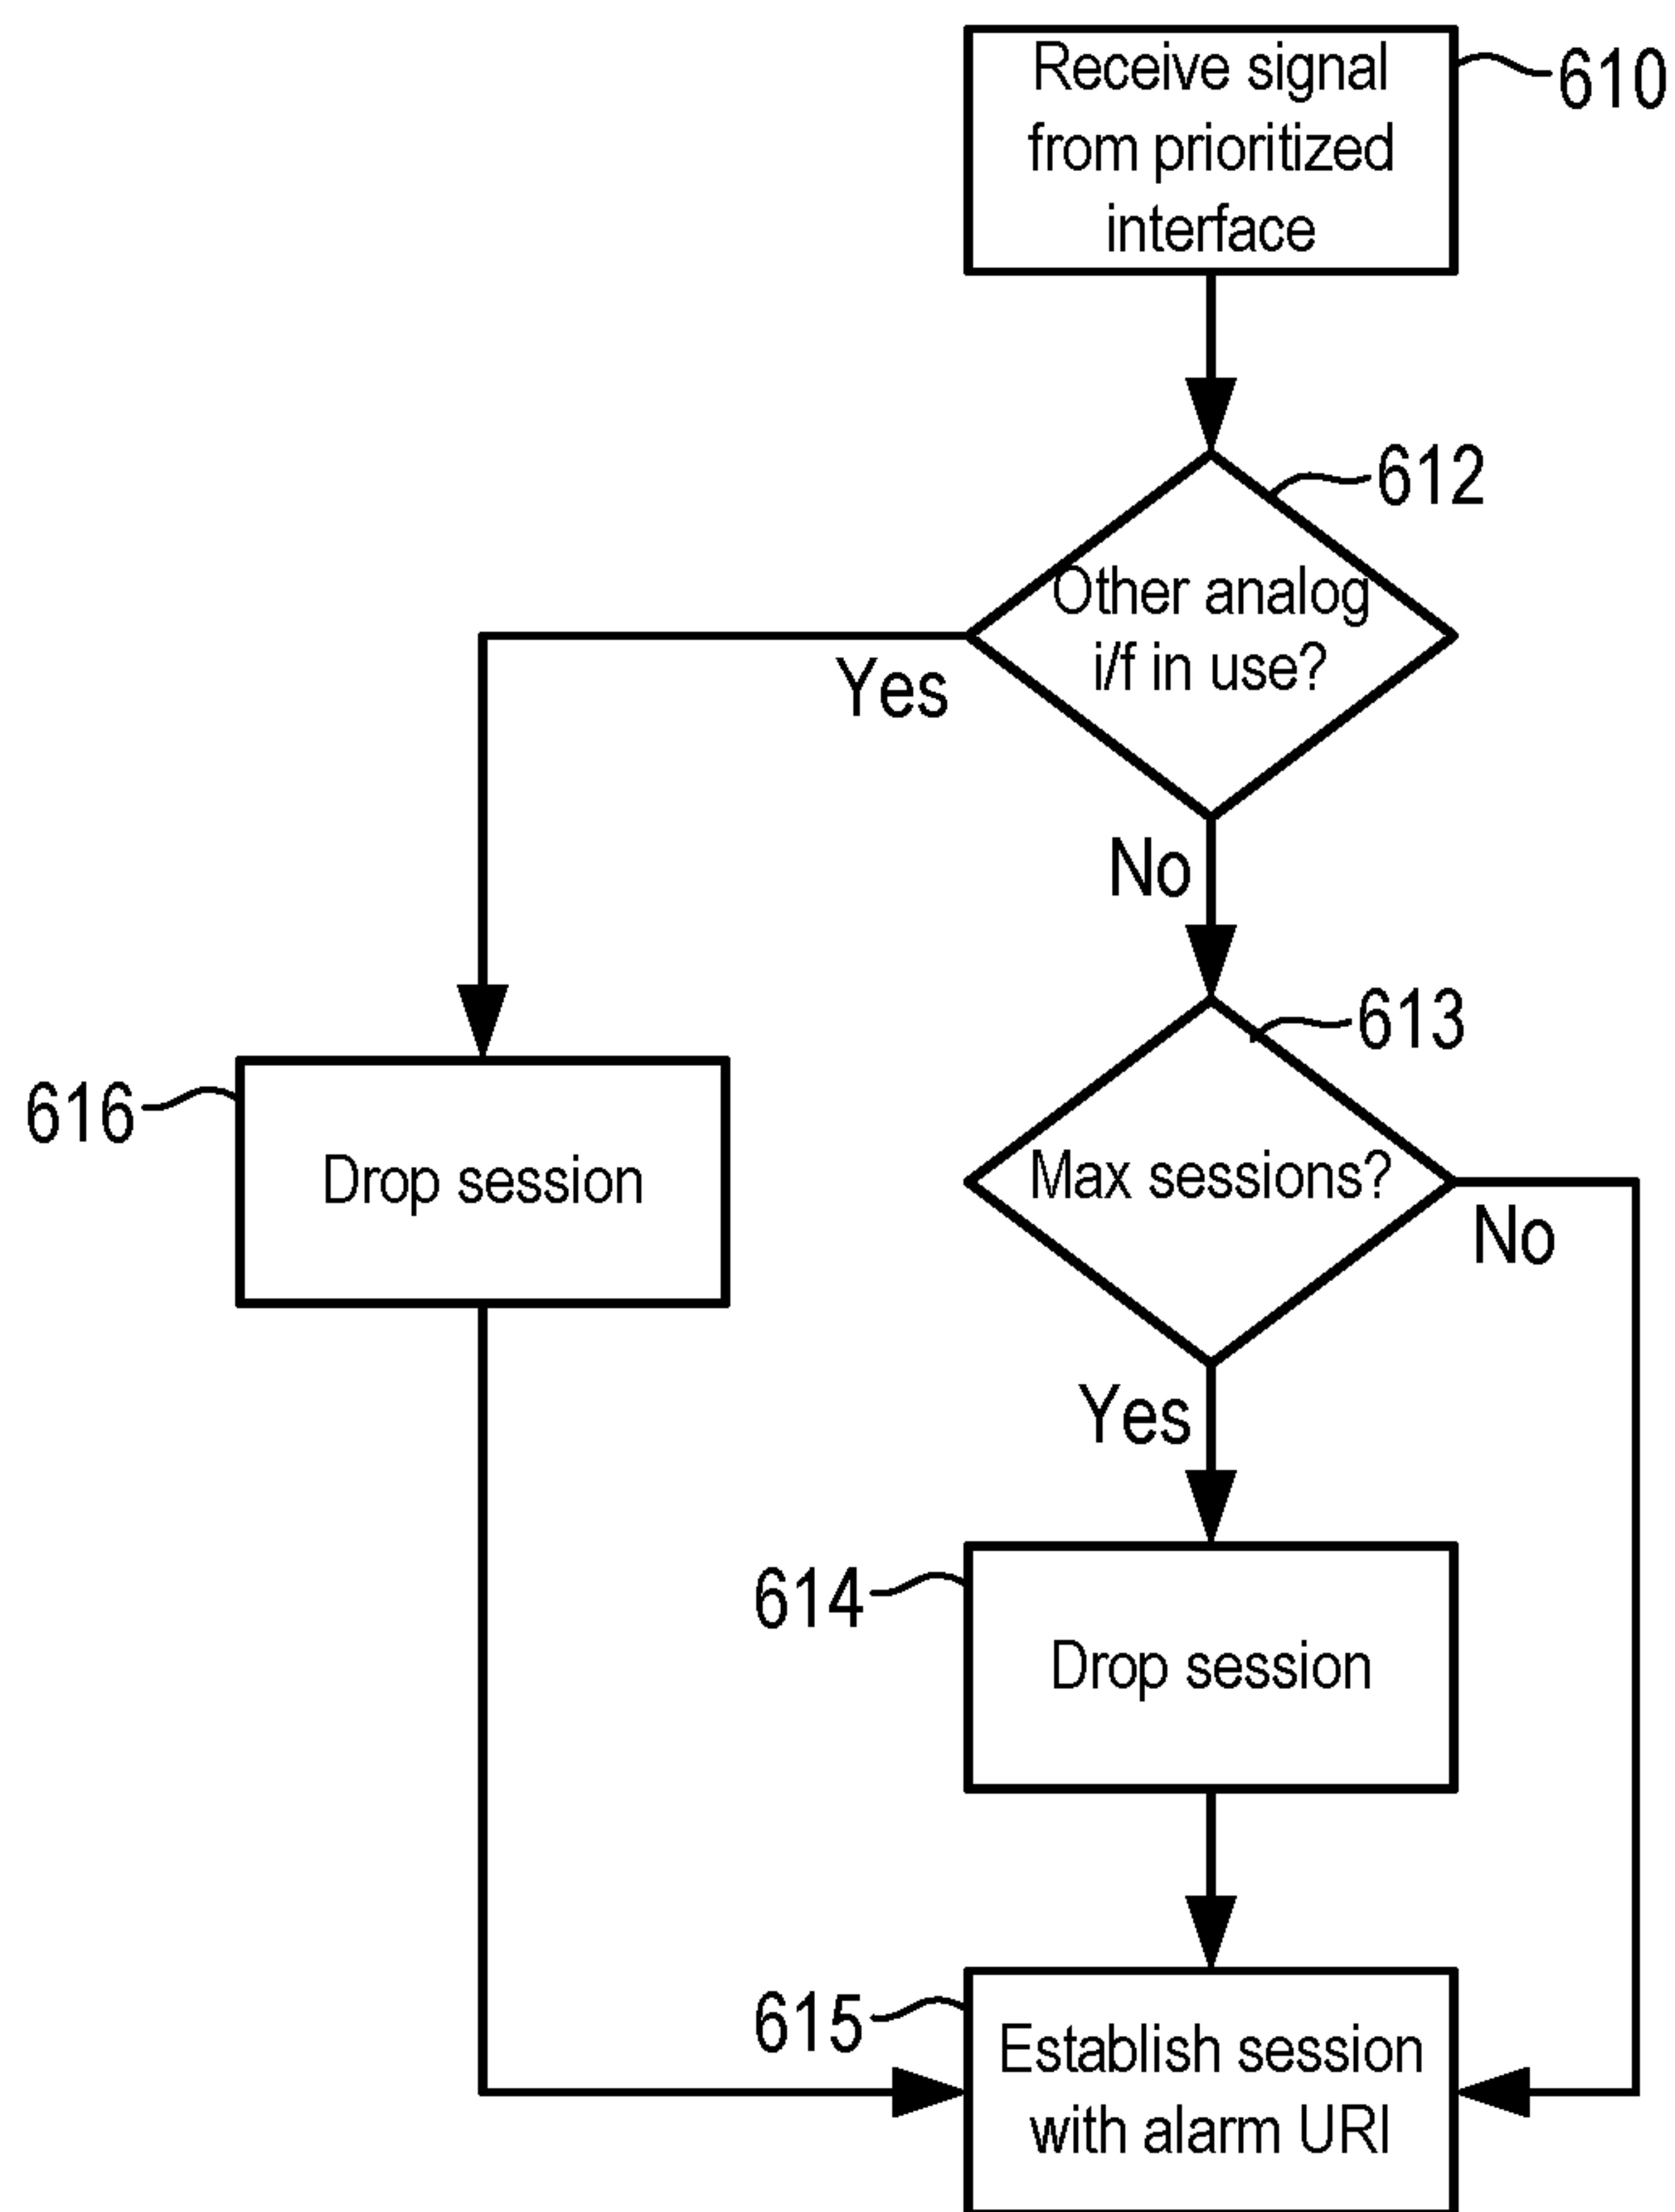 Receive signal
from prioritized
interface
610
612
Other analog
i/f in use?
Yes
No
613
616
Drop session
Max sessions?
No
Yes
614
Drop session
615
Establish session
with alarm URI